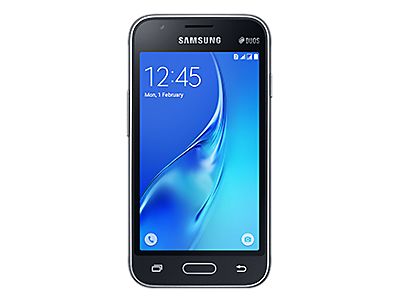 SAMSUNG
DUOS
12:45
Mon, 1 February